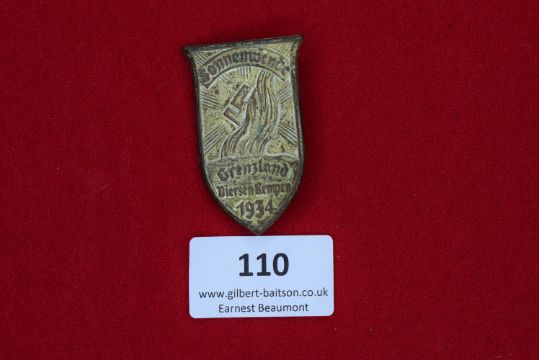 Sonnenwende
Grenzland
Viersen Kempen
1934
110
www.gilbert-baitson.co.uk
Earnest Beaumont